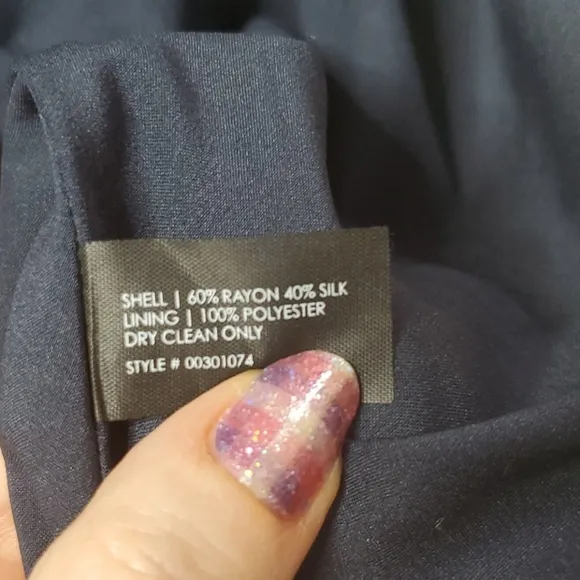 SHELL | 60% RAYON 40% SILK
LINING | 100% POLYESTER
DRY CLEAN ONLY
STYLE # 00301074